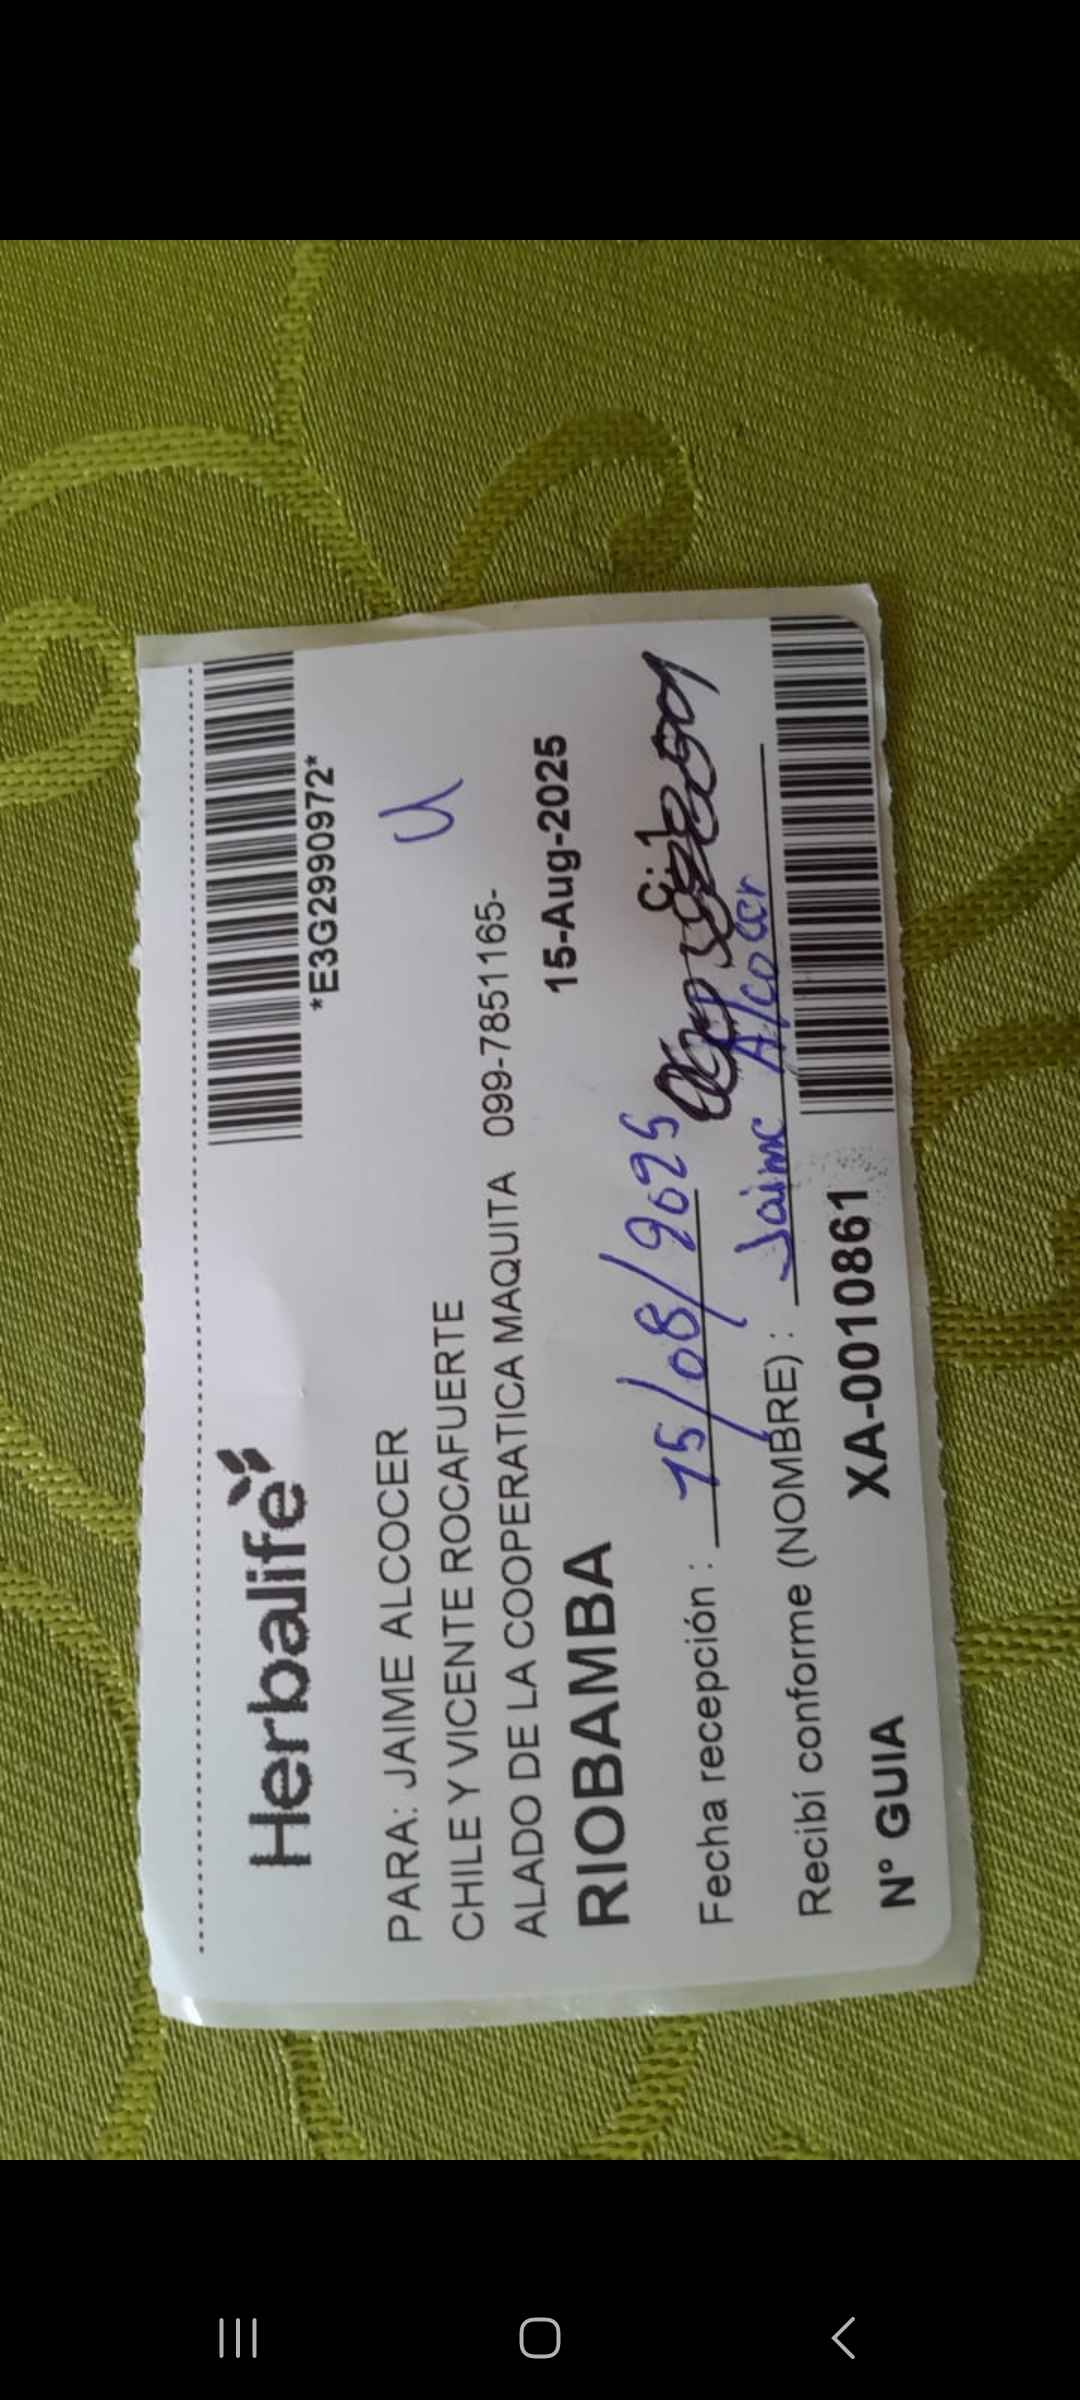 Herbalife
*E3G2990972*
PARA: JAIME ALCOCER
CHILE Y VICENTE ROCAFUERTE
ALADO DE LA COOPERATICA MAQUITA 099-7851165-
RIOBAMBA 15-Aug-2025
C:1
Fecha recepción : 15/08/2025
Recibí conforme (NOMBRE) : Jaime Alcocer
N° GUIA XA-0010861